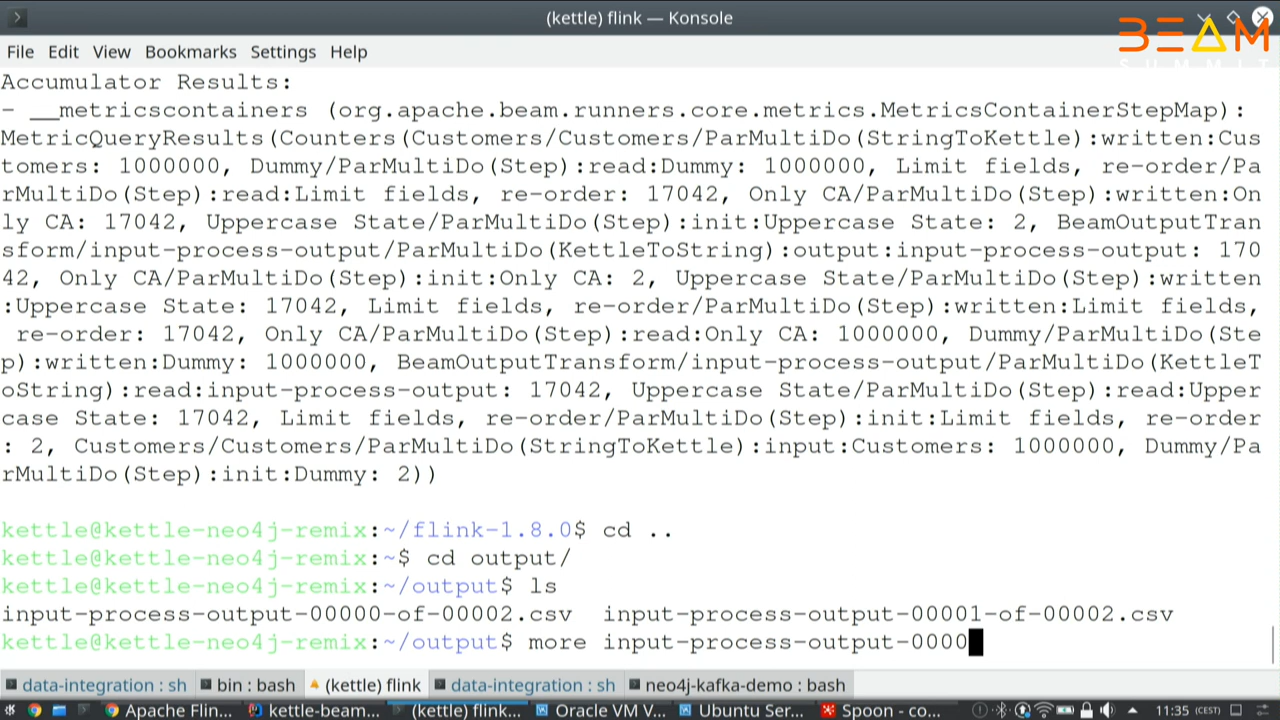 (kettle) flink — Konsole
BEAM
SUMMIT
File Edit View Bookmarks Settings Help
Accumulator Results:
- __metricscontainers (org.apache.beam.runners.core.metrics.MetricsContainerStepMap):
MetricQueryResults(Counters(Customers/Customers/ParMultiDo(StringToKettle):written:Cus
tomers: 1000000, Dummy/ParMultiDo(Step):read:Dummy: 1000000, Limit fields, re-order/Pa
rMultiDo(Step):read:Limit fields, re-order: 17042, Only CA/ParMultiDo(Step):written:On
ly CA: 17042, Uppercase State/ParMultiDo(Step):init:Uppercase State: 2, BeamOutputTran
sform/input-process-output/ParMultiDo(KettleToString):output:input-process-output: 170
42, Only CA/ParMultiDo(Step):init:Only CA: 2, Uppercase State/ParMultiDo(Step):written
:Uppercase State: 17042, Limit fields, re-order/ParMultiDo(Step):written:Limit fields,
re-order: 17042, Only CA/ParMultiDo(Step):read:Only CA: 1000000, Dummy/ParMultiDo(Ste
p):written:Dummy: 1000000, BeamOutputTransform/input-process-output/ParMultiDo(KettleT
oString):read:input-process-output: 17042, Uppercase State/ParMultiDo(Step):read:Upper
case State: 17042, Limit fields, re-order/ParMultiDo(Step):init:Limit fields, re-order
: 2, Customers/Customers/ParMultiDo(StringToKettle):input:Customers: 1000000, Dummy/Pa
rMultiDo(Step):init:Dummy: 2))
kettle@kettle-neo4j-remix:~/flink-1.8.0$ cd ..
kettle@kettle-neo4j-remix:~$ cd output/
kettle@kettle-neo4j-remix:~/output$ ls
input-process-output-00000-of-00002.csv input-process-output-00001-of-00002.csv
kettle@kettle-neo4j-remix:~/output$ more input-process-output-0000
data-integration : sh bin : bash (kettle) flink data-integration : sh neo4j-kafka-demo : bash
Apache Flin... kettle-beam... (kettle) flink... Oracle VM V... Ubuntu Ser... Spoon - co... 11:35 (CEST)